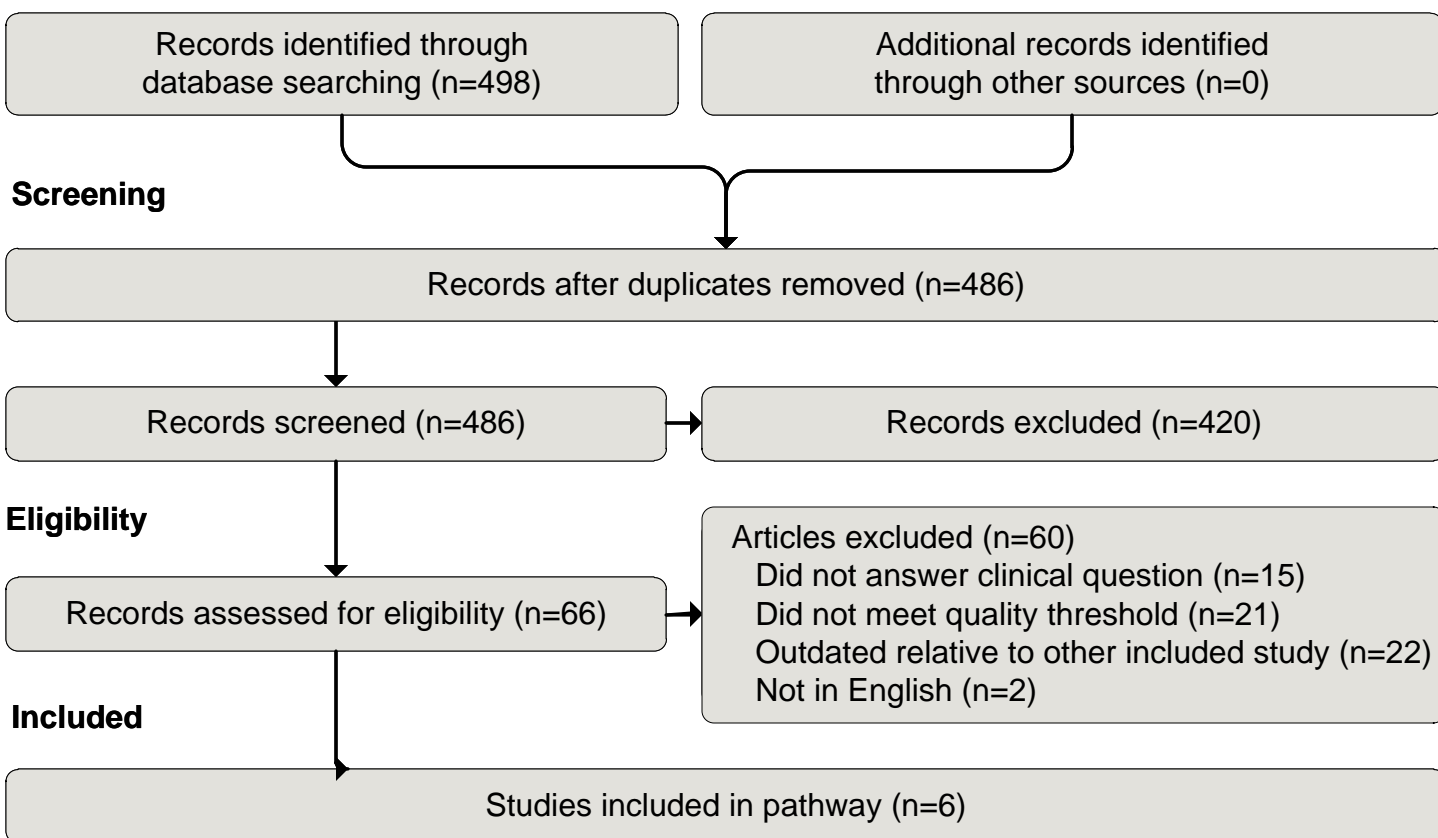 Records identified through
database searching (n=498)
Additional records identified
through other sources (n=0)
Screening
Records after duplicates removed (n=486)
Records screened (n=486)
Records excluded (n=420)
Eligibility
Records assessed for eligibility (n=66)
Articles excluded (n=60)
Did not answer clinical question (n=15)
Did not meet quality threshold (n=21)
Outdated relative to other included study (n=22)
Not in English (n=2)
Included
Studies included in pathway (n=6)